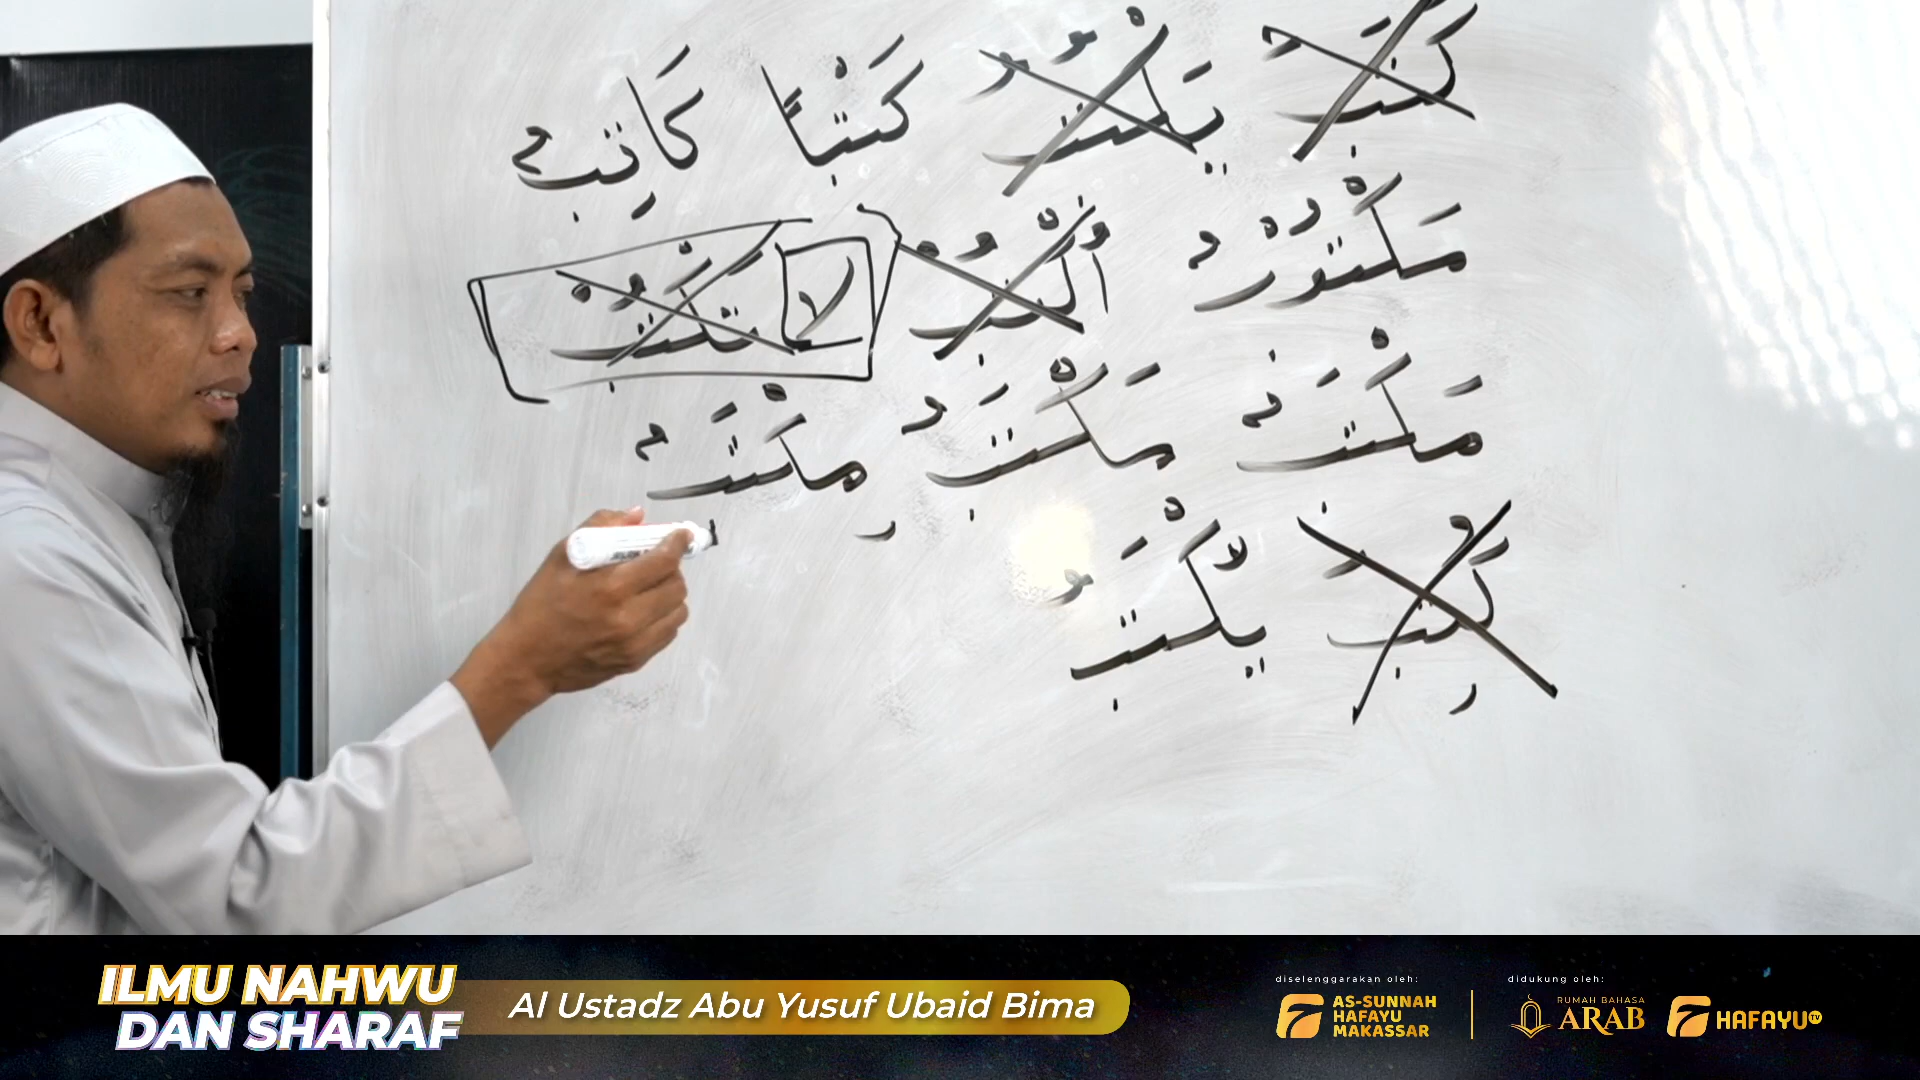 كَتَبَ يَكْتُبُ كَتْبًا كَاتِبٌ
مَكْتُوْبٌ اُكْتُبْ لَا تَكْتُبْ
مَكْتَبٌ مَكْتَبٌ مِكْتَبٌ
كُتِبَ يُكْتَبُ
ILMU NAHWU
DAN SHARAF
Al Ustadz Abu Yusuf Ubaid Bima
diselenggarakan oleh:
AS-SUNNAH
HAFAYU
MAKASSAR
didukung oleh:
RUMAH BAHASA
ARAB
HAFAYU TV